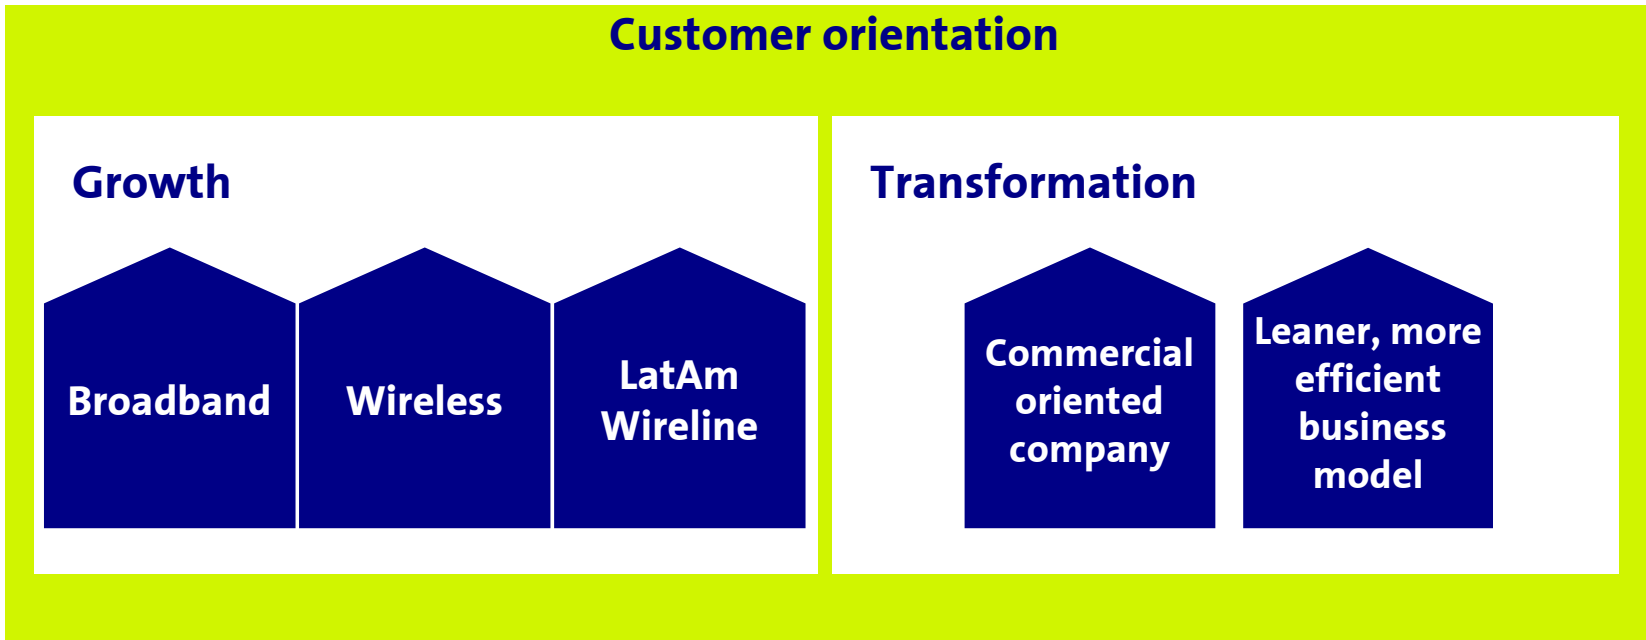 Customer orientation
Growth
Broadband
Wireless
LatAm
Wireline
Transformation
Commercial
oriented
company
Leaner, more
efficient
business
model